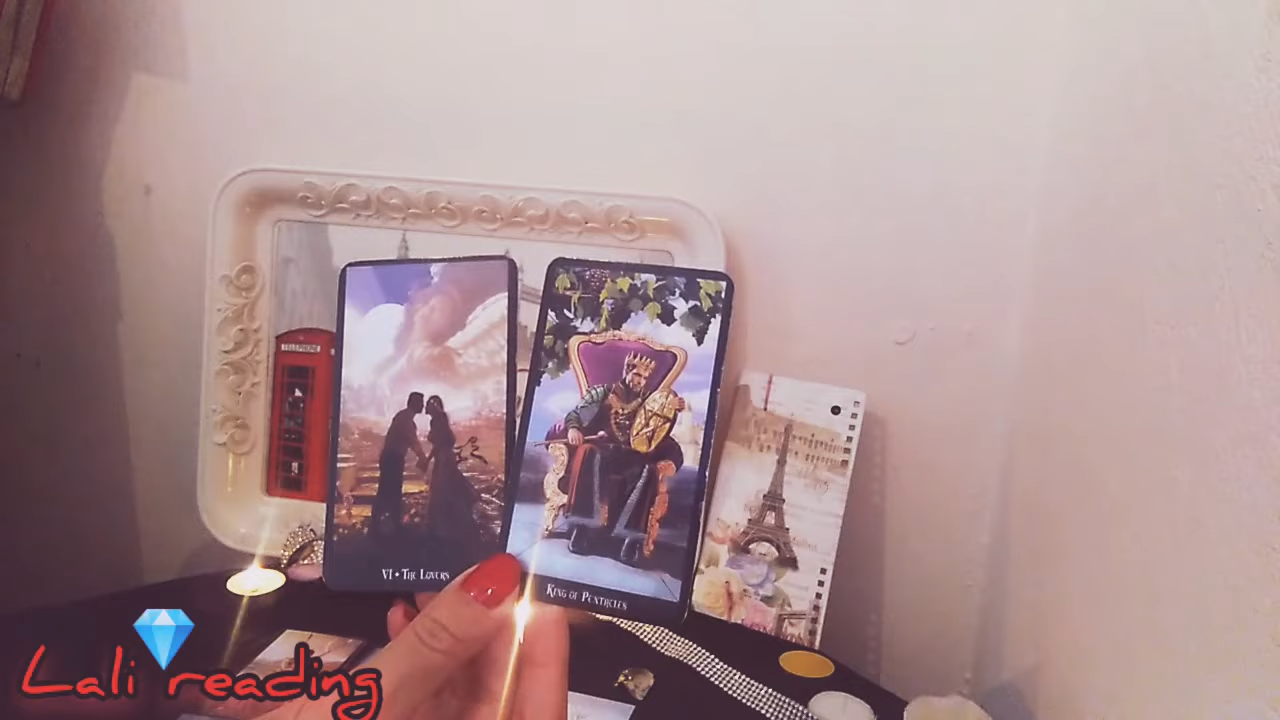 TELEPHONE
VI • The Lovers
King of Pentacles
Lali reading